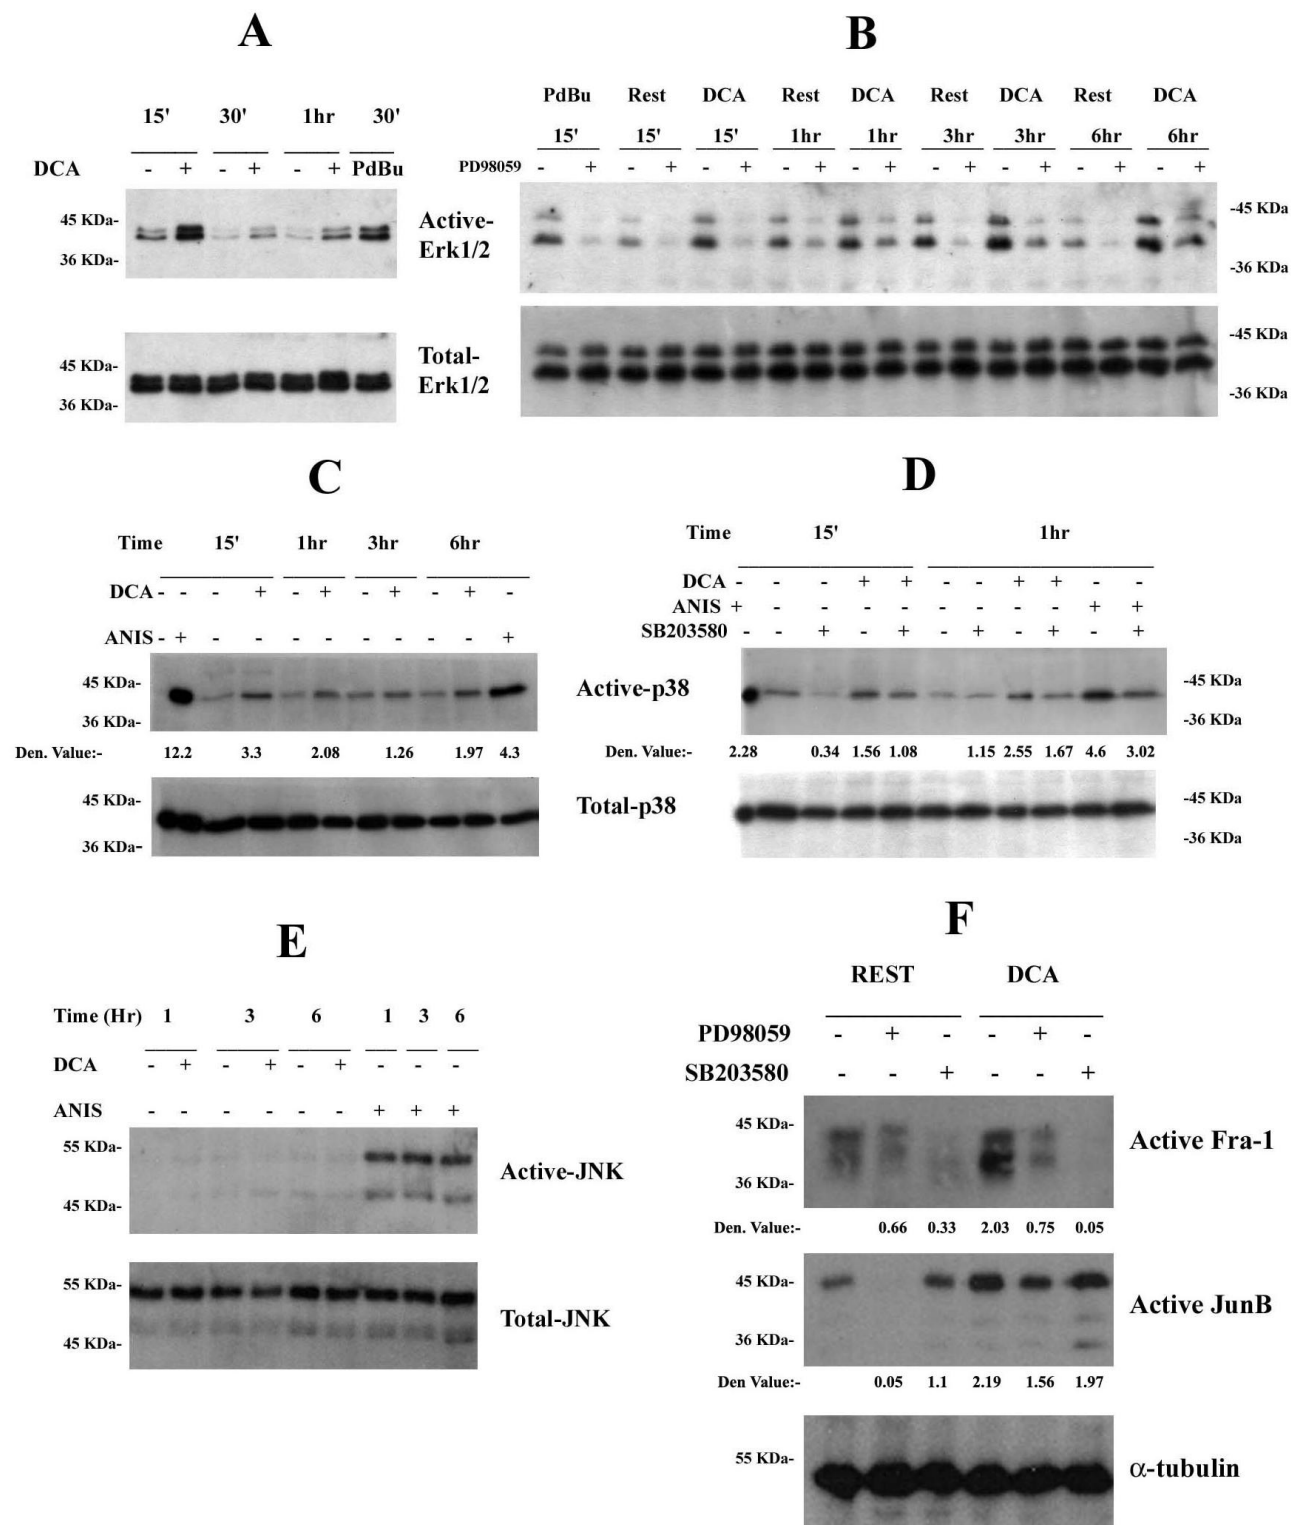 A
15' 30' 1hr 30'
DCA - + - + - + PdBu
45 KDa-
36 KDa-
Active-
Erk1/2
45 KDa-
36 KDa-
Total-
Erk1/2
B
PdBu Rest DCA Rest DCA Rest DCA Rest DCA
15' 15' 15' 1hr 1hr 3hr 3hr 6hr 6hr
PD98059 - + - + - + - + - + - + - + - + - +
-45 KDa
-36 KDa
-45 KDa
-36 KDa
C
Time 15' 1hr 3hr 6hr
DCA - - - + - + - + - + -
ANIS - + - - - - - - - - +
45 KDa-
36 KDa-
Active-p38
Den. Value:- 12.2 3.3 2.08 1.26 1.97 4.3
45 KDa-
36 KDa-
Total-p38
D
Time 15' 1hr
DCA - - - + + - - + + - -
ANIS + - - - - - - - - + +
SB203580 - - + - + - + - + - +
-45 KDa
-36 KDa
Den. Value:- 2.28 0.34 1.56 1.08 1.15 2.55 1.67 4.6 3.02
-45 KDa
-36 KDa
E
Time (Hr) 1 3 6 1 3 6
DCA - + - + - + - - -
ANIS - - - - - - + + +
55 KDa-
45 KDa-
Active-JNK
55 KDa-
45 KDa-
Total-JNK
F
REST DCA
PD98059 - + - - + -
SB203580 - - + - - +
45 KDa-
36 KDa-
Active Fra-1
Den. Value:- 0.66 0.33 2.03 0.75 0.05
45 KDa-
36 KDa-
Active JunB
Den Value:- 0.05 1.1 2.19 1.56 1.97
55 KDa-
α-tubulin